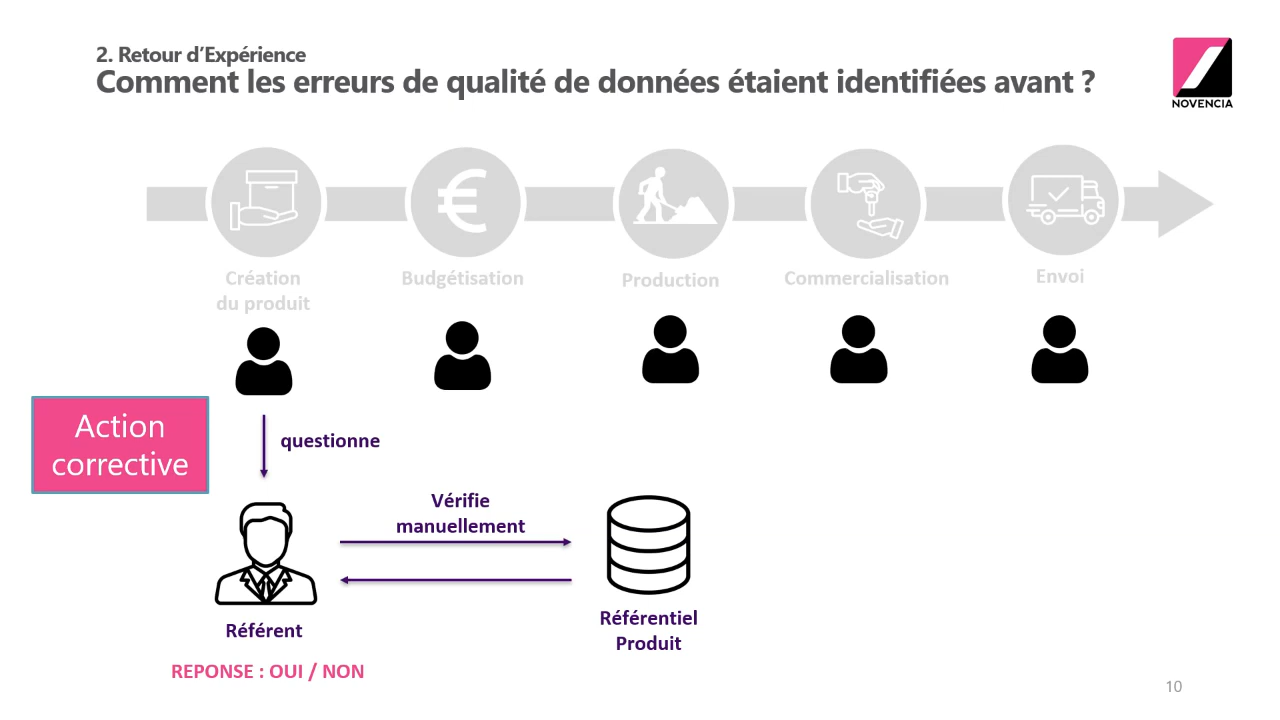 2. Retour d’Expérience
Comment les erreurs de qualité de données étaient identifiées avant ?
NOVENCIA
€
Création
du produit
Budgétisation
Production
Commercialisation
Envoi
Action
corrective
questionne
Vérifie
manuellement
Référent
Référentiel
Produit
REPONSE : OUI / NON
10